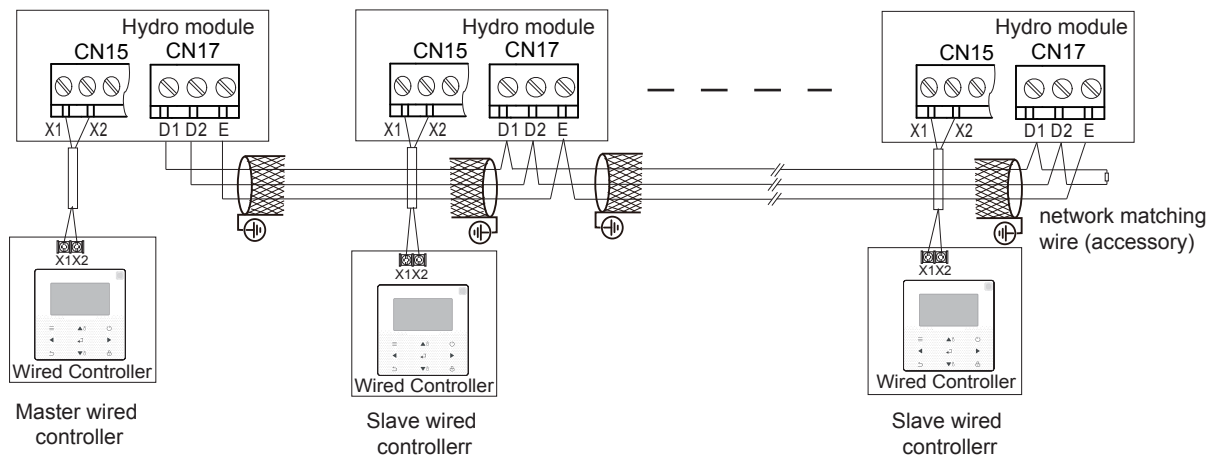 Hydro module
CN15 CN17
X1 X2 D1 D2 E
X1X2
Wired Controller
Master wired
controller
Hydro module
CN15 CN17
X1 X2 D1 D2 E
X1X2
Wired Controller
Slave wired
controllerr
Hydro module
CN15 CN17
X1 X2 D1 D2 E
network matching
wire (accessory)
X1X2
Wired Controller
Slave wired
controllerr